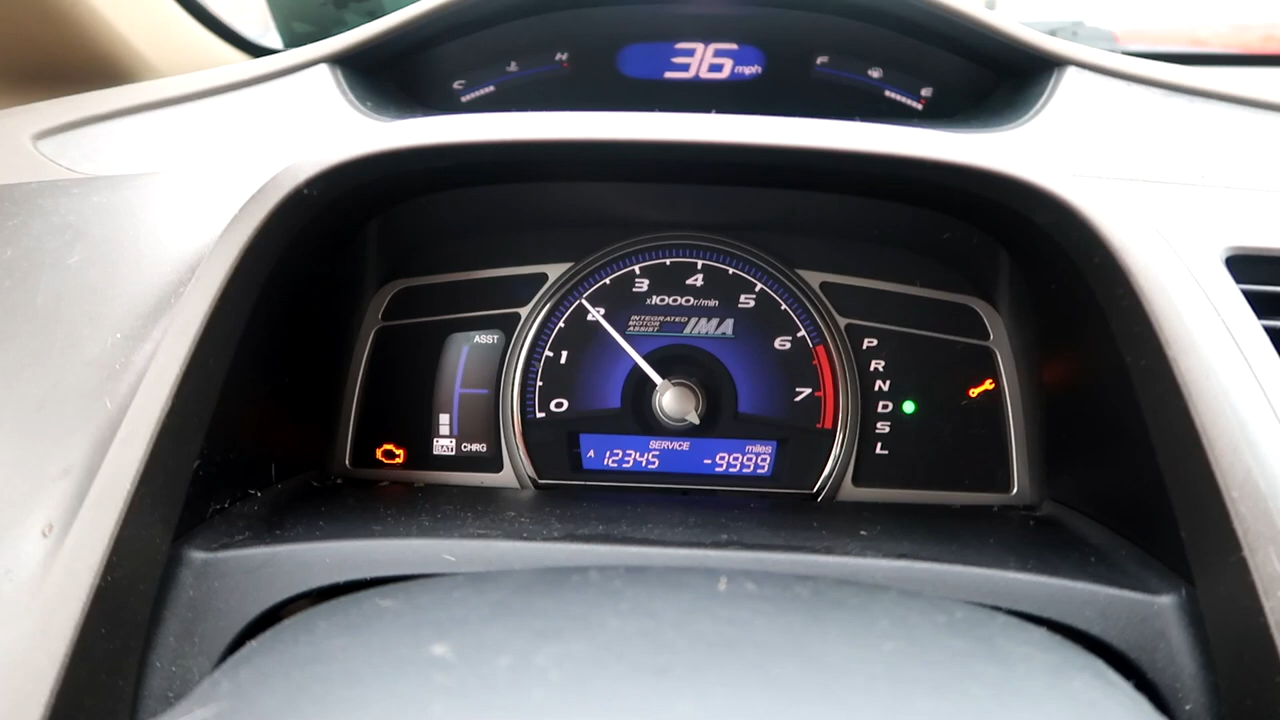 36 mph
C H
F E
ASST
BAT CHRG
0 1 2 3 4 5 6 7
x1000r/min
INTEGRATED
MOTOR
ASSIST
IMA
SERVICE miles
A 12345 -9999
P
R
N
D
S
L